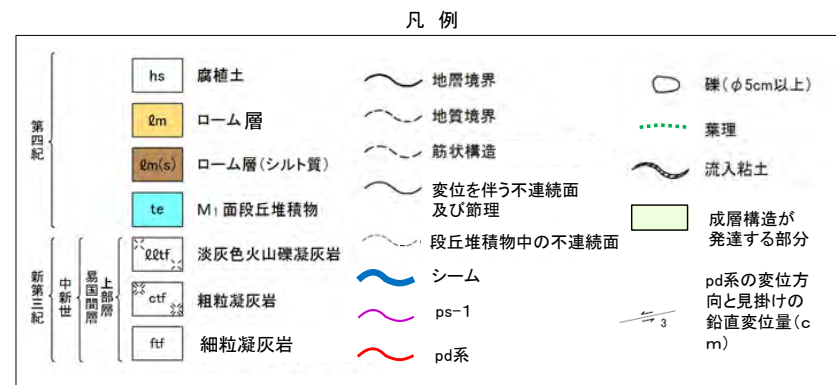 凡 例
第四紀
hs 腐植土
ℓm ローム層
ℓm(s) ローム層(シルト質)
te M₁面段丘堆積物
新第三紀
中新世
易国間層
上部層
ℓℓtf 淡灰色火山礫凝灰岩
ctf 粗粒凝灰岩
ftf 細粒凝灰岩
地層境界
地質境界
筋状構造
変位を伴う不連続面
及び節理
段丘堆積物中の不連続面
シーム
ps-1
pd系
礫(φ5cm以上)
葉理
流入粘土
成層構造が
発達する部分
3
pd系の変位方
向と見掛けの
鉛直変位量(c
m)